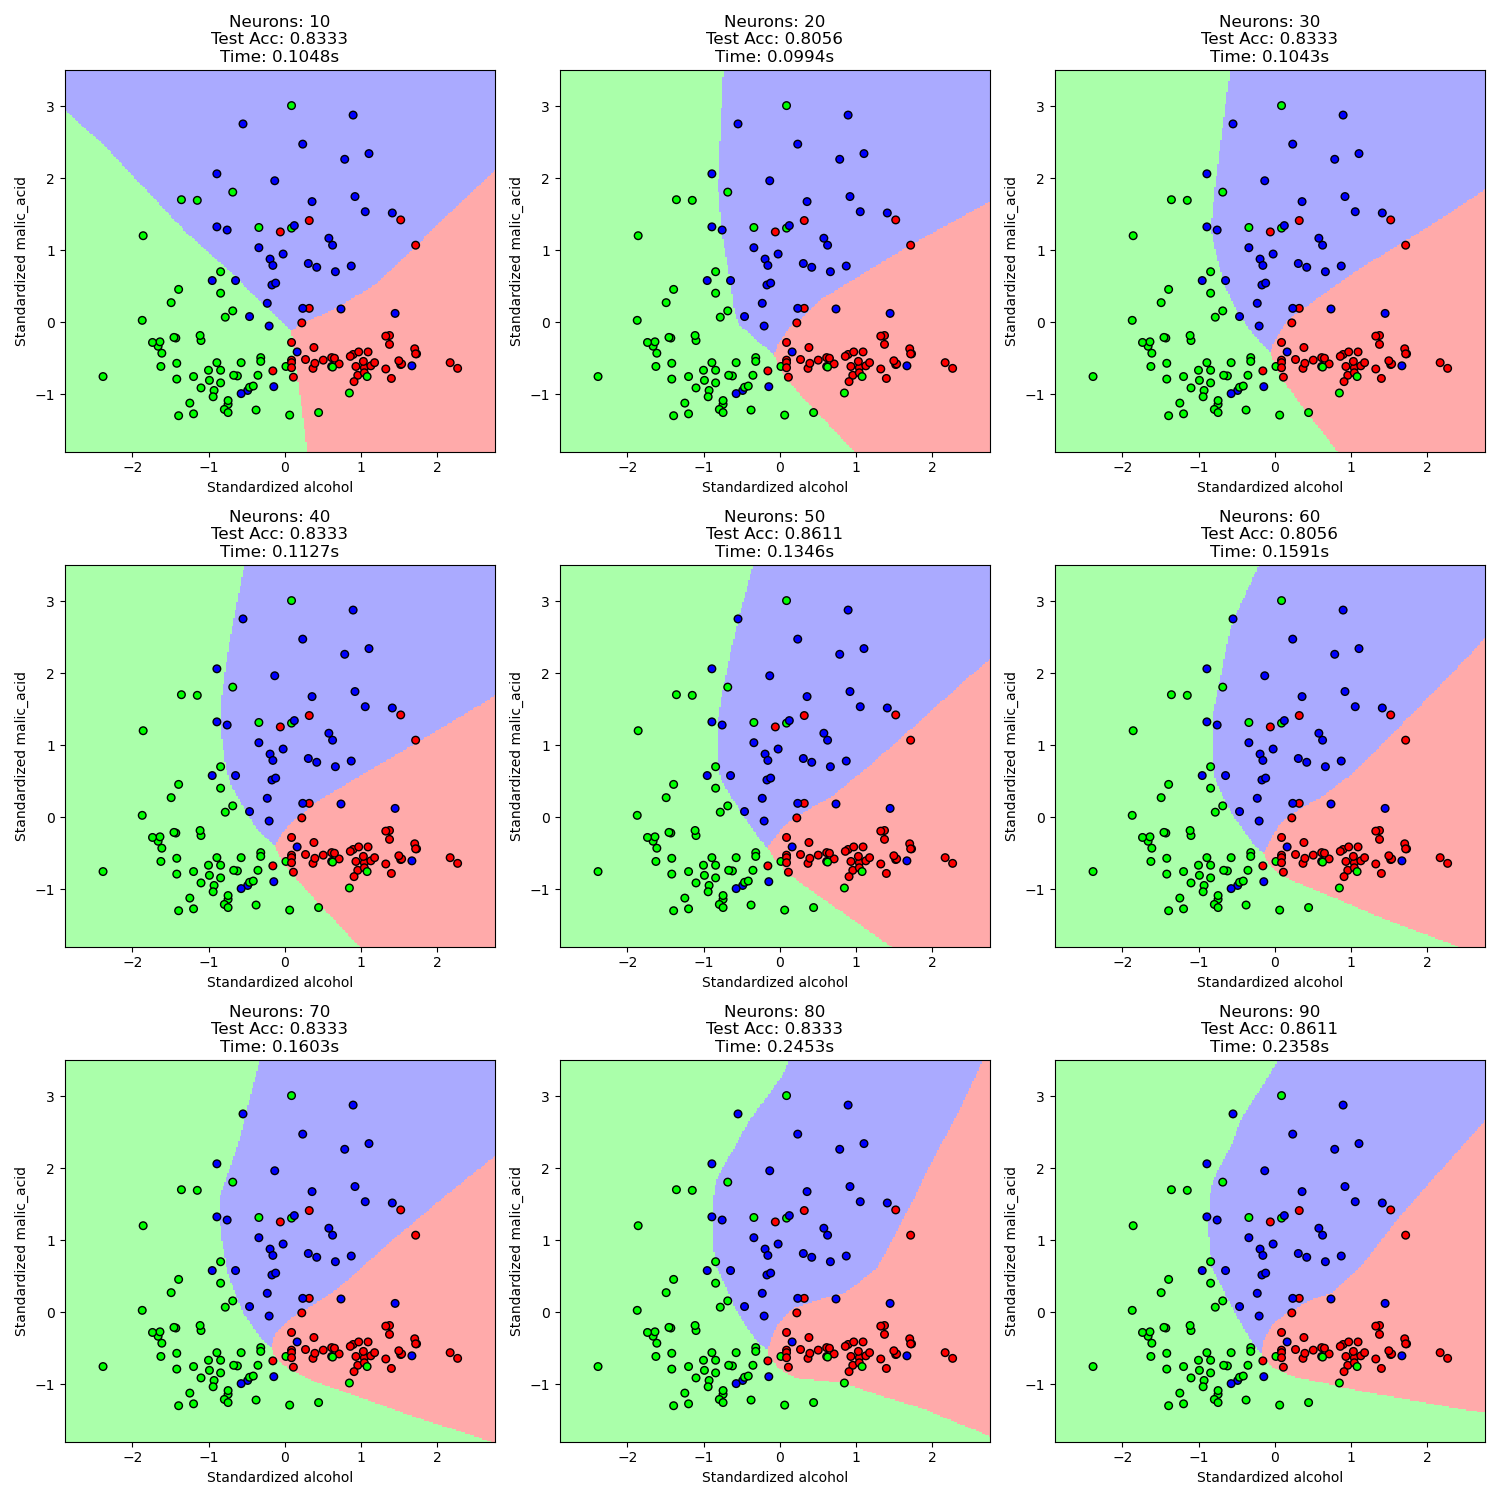 Neurons: 10
Test Acc: 0.8333
Time: 0.1048s
3
2
1
0
−1
−2
−1
0
1
2
Standardized malic_acid
Standardized alcohol
Neurons: 20
Test Acc: 0.8056
Time: 0.0994s
3
2
1
0
−1
−2
−1
0
1
2
Standardized malic_acid
Standardized alcohol
Neurons: 30
Test Acc: 0.8333
Time: 0.1043s
3
2
1
0
−1
−2
−1
0
1
2
Standardized malic_acid
Standardized alcohol
Neurons: 40
Test Acc: 0.8333
Time: 0.1127s
3
2
1
0
−1
−2
−1
0
1
2
Standardized malic_acid
Standardized alcohol
Neurons: 50
Test Acc: 0.8611
Time: 0.1346s
3
2
1
0
−1
−2
−1
0
1
2
Standardized malic_acid
Standardized alcohol
Neurons: 60
Test Acc: 0.8056
Time: 0.1591s
3
2
1
0
−1
−2
−1
0
1
2
Standardized malic_acid
Standardized alcohol
Neurons: 70
Test Acc: 0.8333
Time: 0.1603s
3
2
1
0
−1
−2
−1
0
1
2
Standardized malic_acid
Standardized alcohol
Neurons: 80
Test Acc: 0.8333
Time: 0.2453s
3
2
1
0
−1
−2
−1
0
1
2
Standardized malic_acid
Standardized alcohol
Neurons: 90
Test Acc: 0.8611
Time: 0.2358s
3
2
1
0
−1
−2
−1
0
1
2
Standardized malic_acid
Standardized alcohol